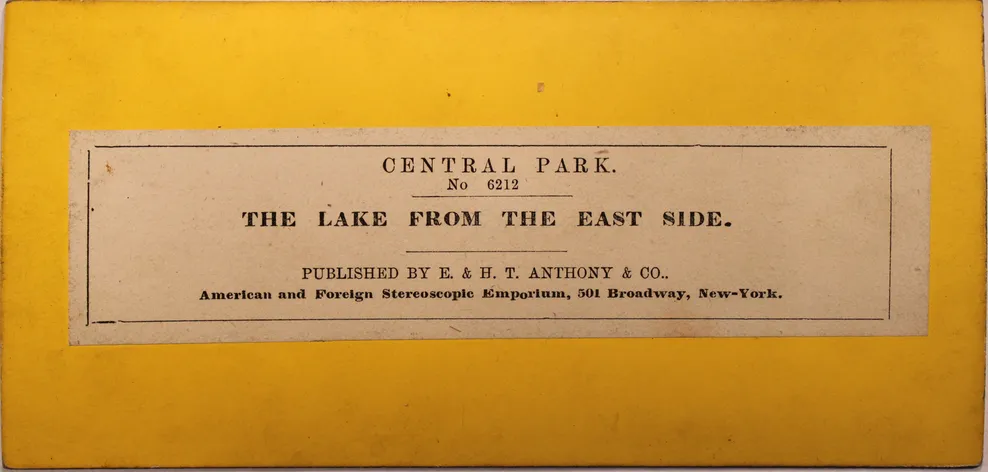 CENTRAL PARK.
No 6212
THE LAKE FROM THE EAST SIDE.
PUBLISHED BY E. & H. T. ANTHONY & CO..
American and Foreign Stereoscopic Emporium, 501 Broadway, New-York.